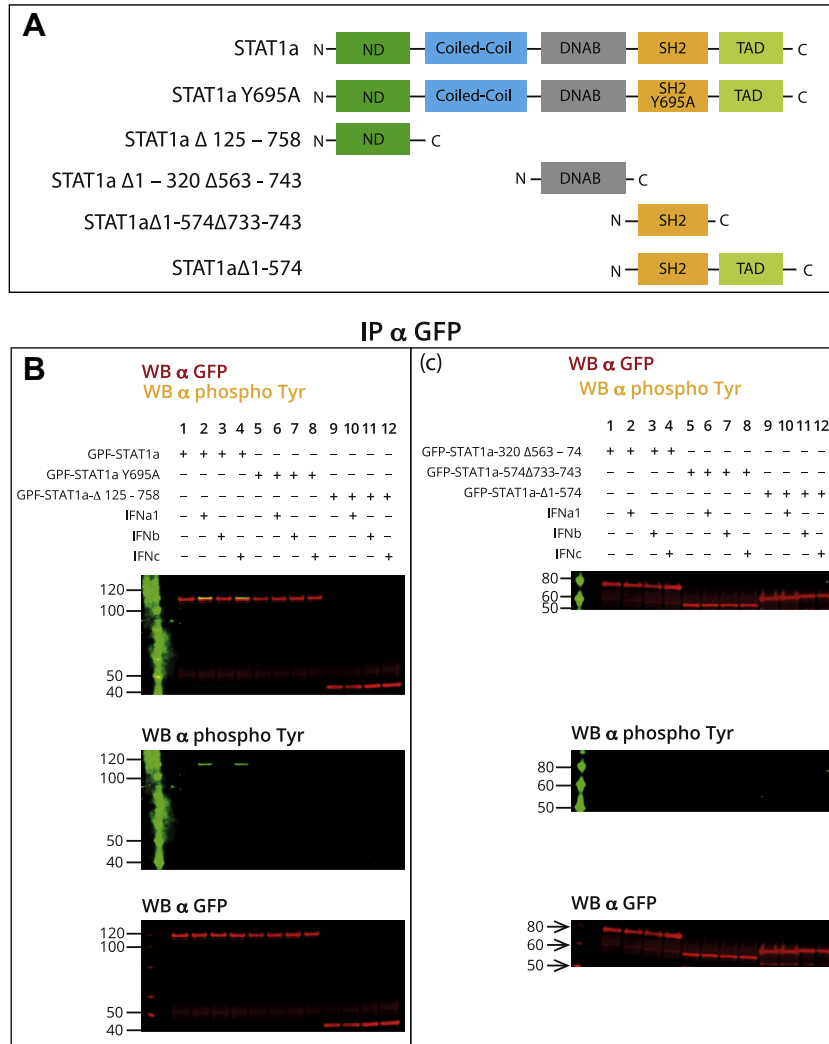 A
STAT1a N ND Coiled-Coil DNAB SH2 TAD C
STAT1a Y695A N ND Coiled-Coil DNAB SH2 Y695A TAD C
STAT1a Δ 125 – 758 N ND C
STAT1a Δ1 – 320 Δ563 - 743 N DNAB C
STAT1aΔ1-574Δ733-743 N SH2 C
STAT1aΔ1-574 N SH2 TAD C
IP α GFP
B
WB α GFP
WB α phospho Tyr
1 2 3 4 5 6 7 8 9 10 11 12
GPF-STAT1a + + + + – – – – – – – –
GPF-STAT1a Y695A – – – – + + + + – – – –
GPF-STAT1a-Δ 125 – 758 – – – – – – – – + + + +
IFNa1 – + – – – + – – – + – –
IFNb – – + – – – + – – – + –
IFNc – – – + – – – + – – – +
120
100
50
40
WB α phospho Tyr
120
100
50
40
WB α GFP
120
100
50
40
(c)
WB α GFP
WB α phospho Tyr
1 2 3 4 5 6 7 8 9 10 11 12
GFP-STAT1a-320 Δ563 – 74 + + + + – – – – – – – –
GFP-STAT1a-574Δ733-743 – – – – + + + + – – – –
GFP-STAT1a-Δ1-574 – – – – – – – – + + + +
IFNa1 – + – – – + – – – + – –
IFNb – – + – – – + – – – + –
IFNc – – – + – – – + – – – +
80
60
50
WB α phospho Tyr
80
60
50
WB α GFP
80
60
50